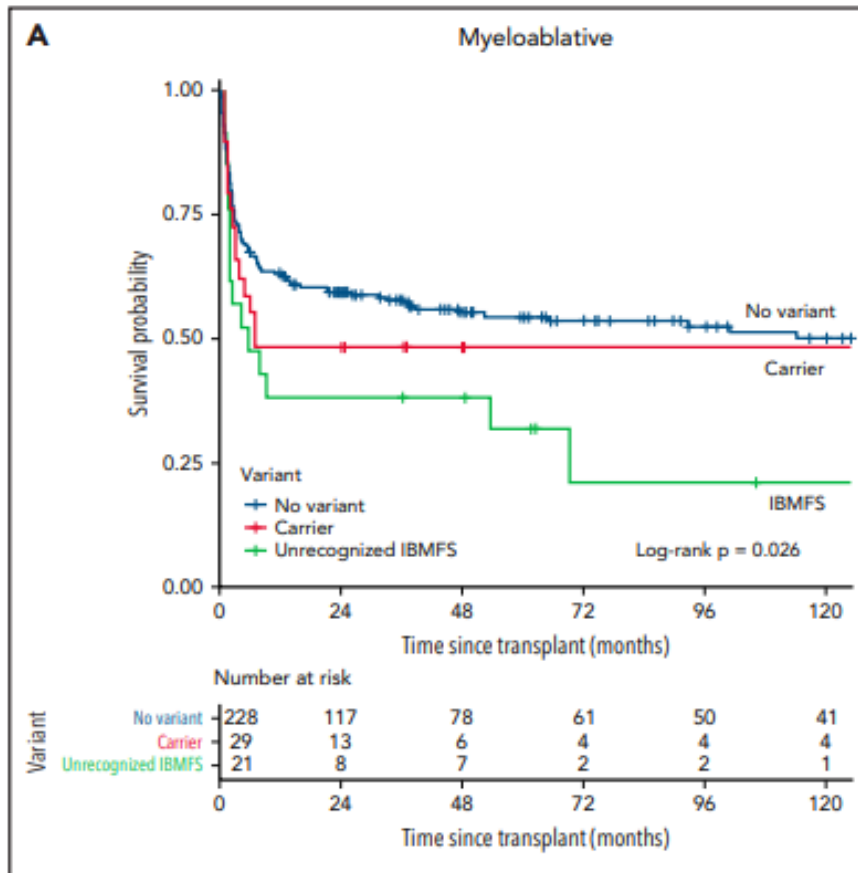 A
Myeloablative
1.00
0.75
0.50
0.25
0.00
Survival probability
No variant
Carrier
IBMFS
Variant
No variant
Carrier
Unrecognized IBMFS
Log-rank p = 0.026
0 24 48 72 96 120
Time since transplant (months)
Number at risk
Variant
No variant 228 117 78 61 50 41
Carrier 29 13 6 4 4 4
Unrecognized IBMFS 21 8 7 2 2 1
0 24 48 72 96 120
Time since transplant (months)